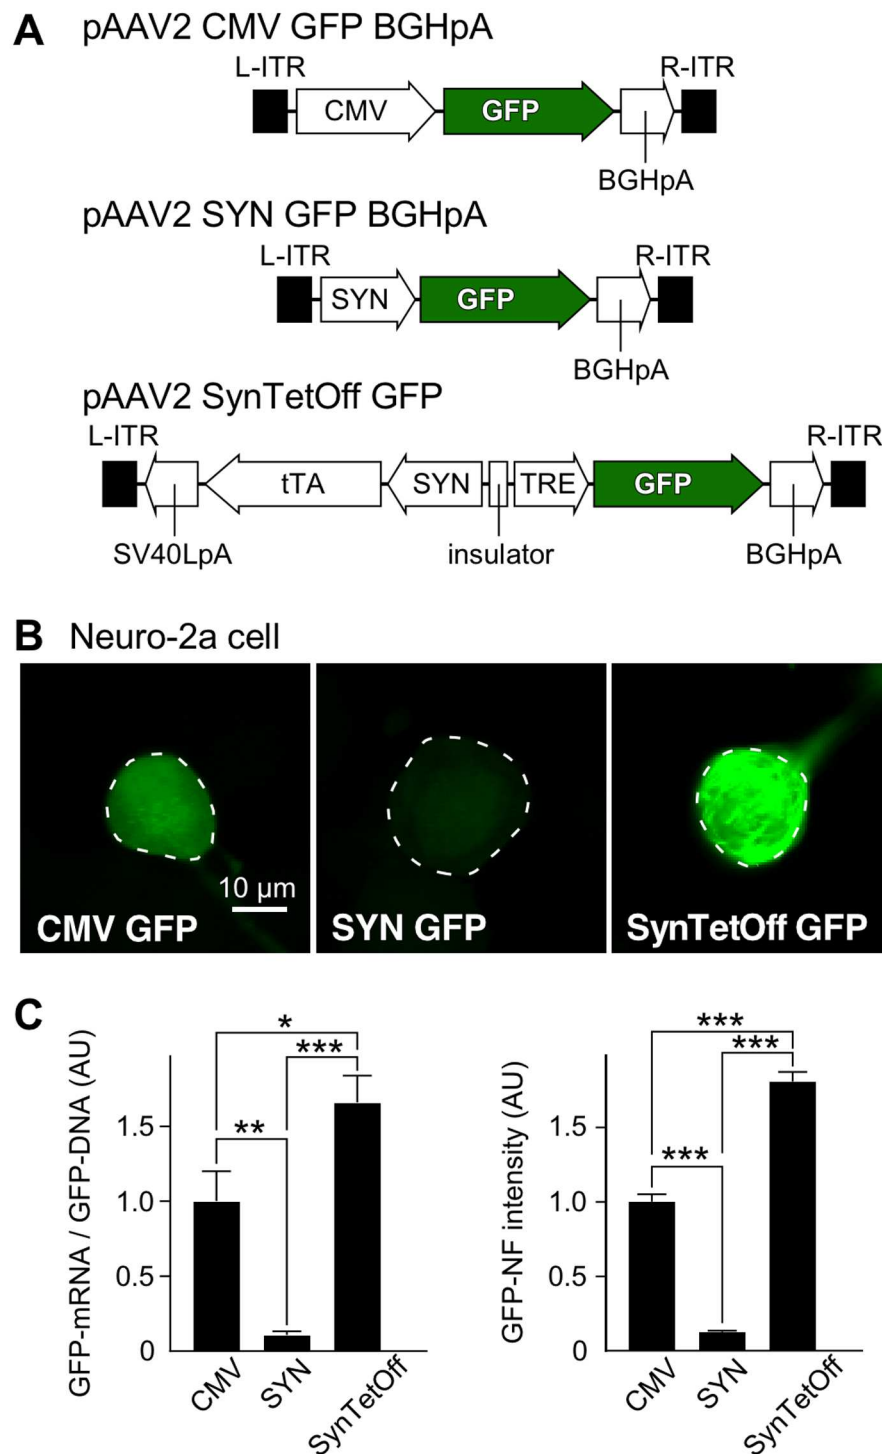 A pAAV2 CMV GFP BGHpA
L-ITR R-ITR
CMV GFP
BGHpA
pAAV2 SYN GFP BGHpA
L-ITR R-ITR
SYN GFP
BGHpA
pAAV2 SynTetOff GFP
L-ITR R-ITR
tTA SYN TRE GFP
SV40LpA insulator BGHpA
B Neuro-2a cell
10 µm
CMV GFP SYN GFP SynTetOff GFP
C
GFP-mRNA / GFP-DNA (AU)
* 
***
**
1.5
1.0
0.5
0
CMV SYN SynTetOff
GFP-NF intensity (AU)
***
***
***
1.5
1.0
0.5
0
CMV SYN SynTetOff